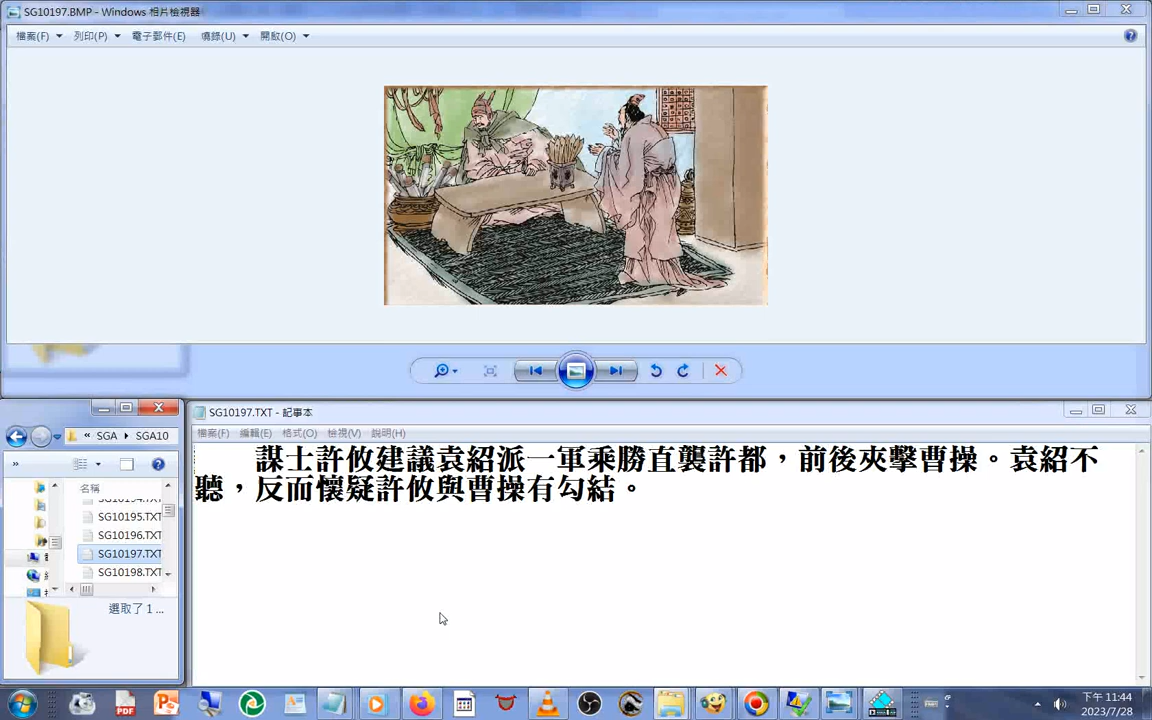 SG10197.BMP - Windows 相片檢視器
檔案(F) 列印(P) 電子郵件(E) 燒錄(U) 開啟(O)
SG10197.TXT - 記事本
檔案(F) 編輯(E) 格式(O) 檢視(V) 說明(H)
謀士許攸建議袁紹派一軍乘勝直襲許都，前後夾擊曹操。袁紹不
聽，反而懷疑許攸與曹操有勾結。
« SGA ▸ SGA10
»
名稱
SG10194.TXT
SG10195.TXT
SG10196.TXT
SG10197.TXT
SG10198.TXT
選取了 1 ...
PDF
下午 11:44
2023/7/28